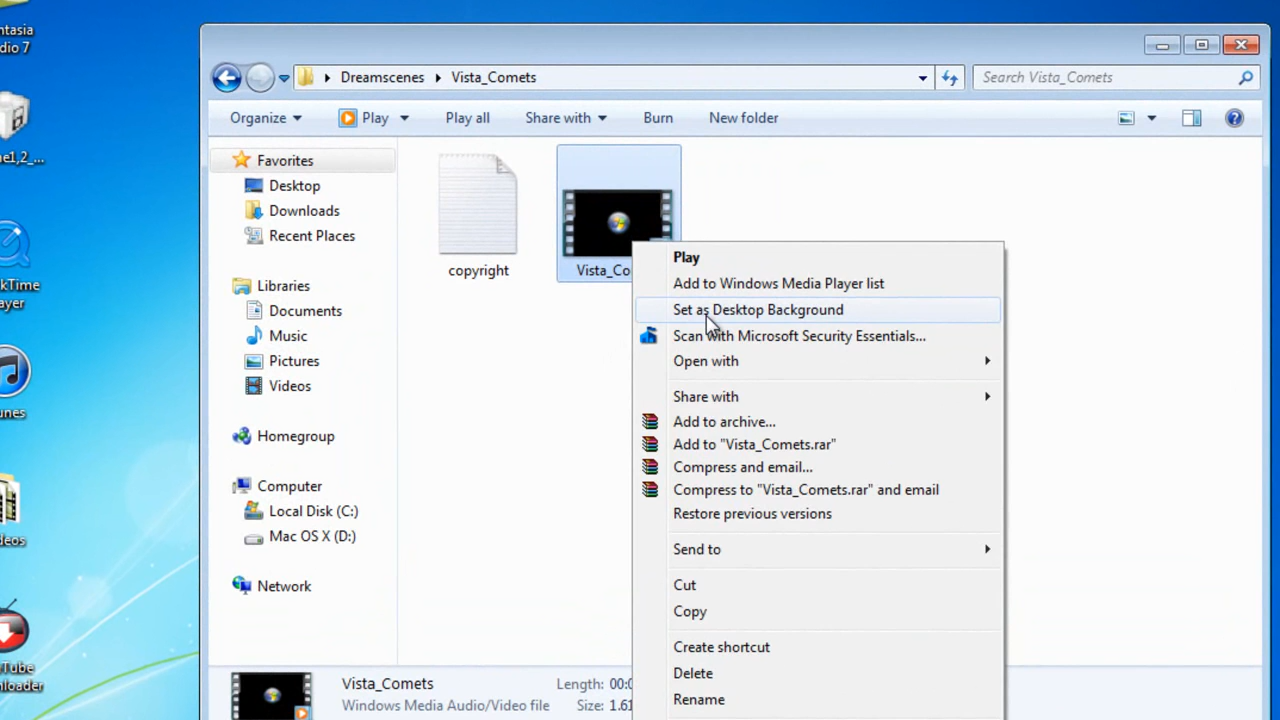 ntasia
dio 7
ne1,2_...
kTime
ayer
unes
deos
Tube
nloader
Dreamscenes
Vista_Comets
Search Vista_Comets
Organize
Play
Play all
Share with
Burn
New folder
Favorites
Desktop
Downloads
Recent Places
Libraries
Documents
Music
Pictures
Videos
Homegroup
Computer
Local Disk (C:)
Mac OS X (D:)
Network
copyright
Vista_Co
Play
Add to Windows Media Player list
Set as Desktop Background
Scan with Microsoft Security Essentials...
Open with
Share with
Add to archive...
Add to "Vista_Comets.rar"
Compress and email...
Compress to "Vista_Comets.rar" and email
Restore previous versions
Send to
Cut
Copy
Create shortcut
Delete
Rename
Vista_Comets
Length: 00:0
Windows Media Audio/Video file
Size: 1.61